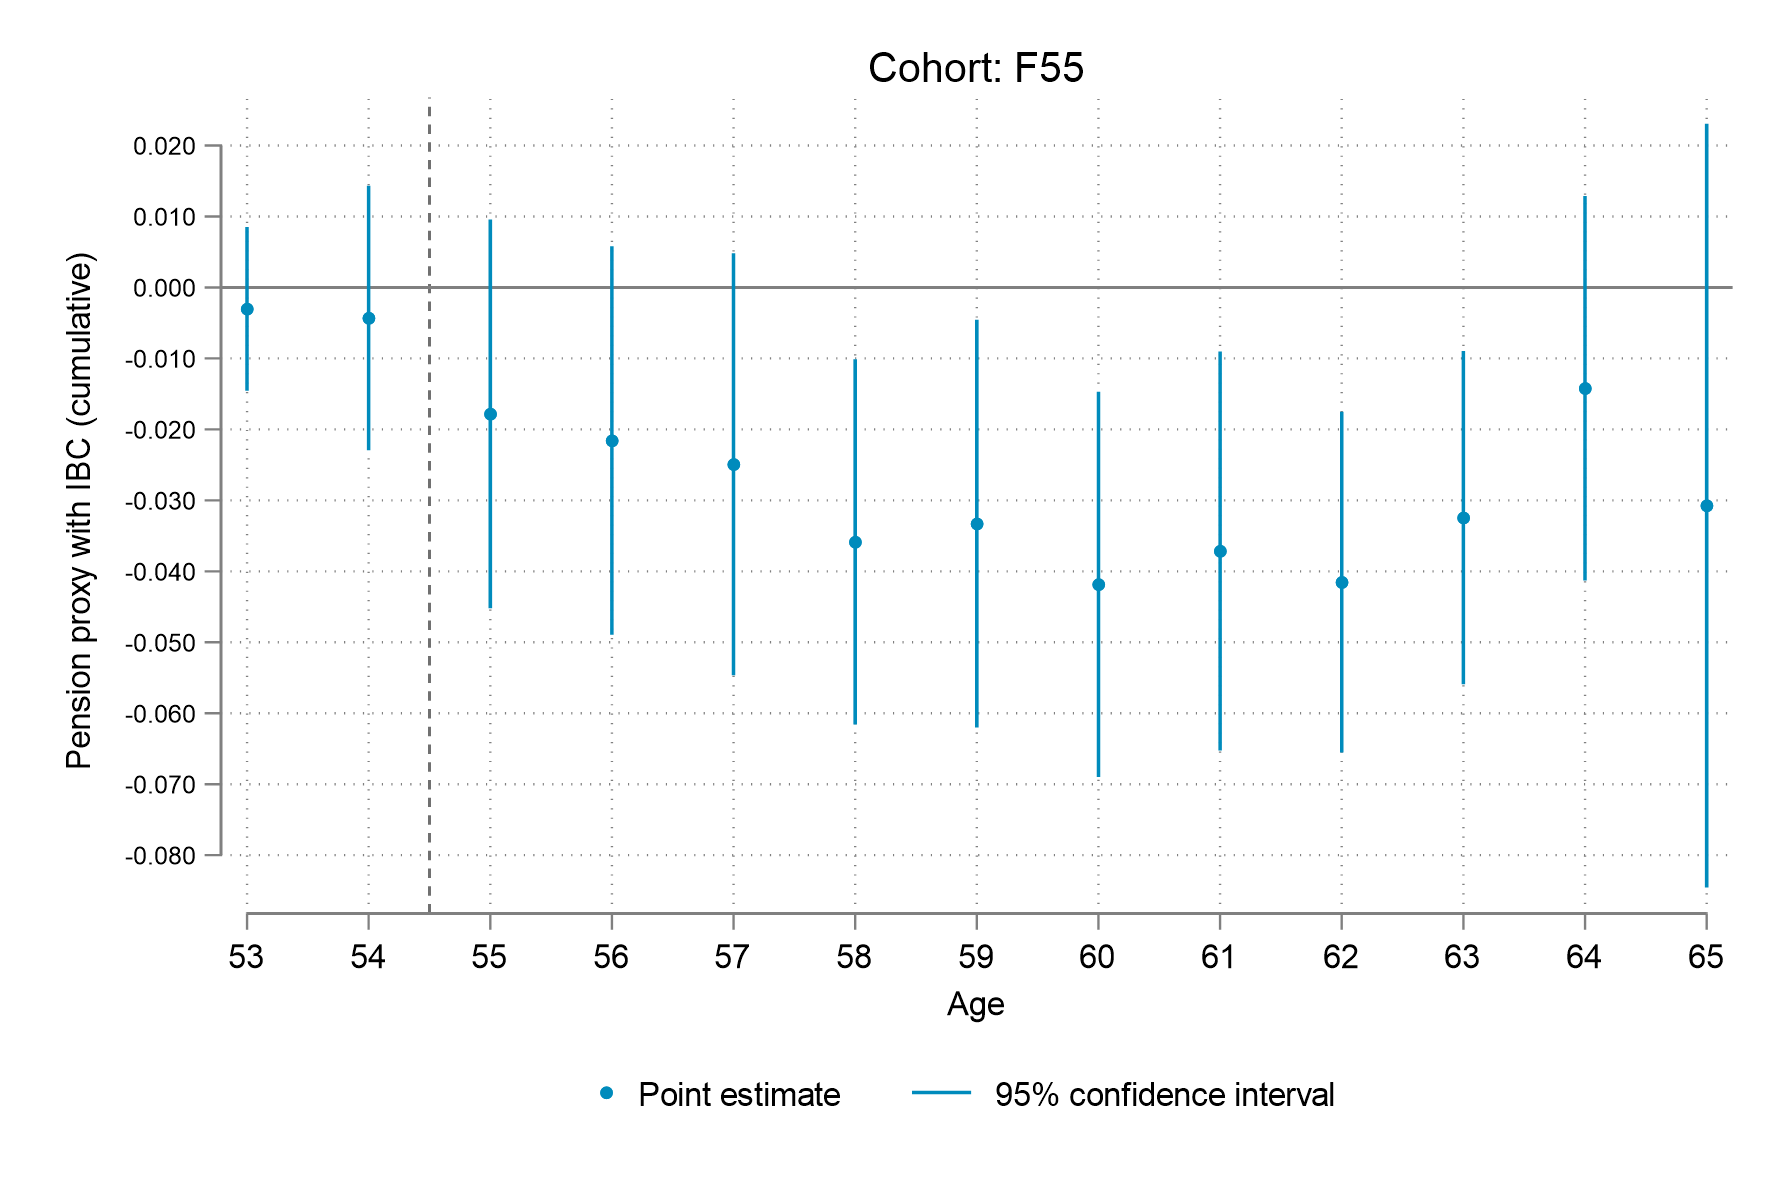 Cohort: F55
Pension proxy with IBC (cumulative)
0.020
0.010
0.000
-0.010
-0.020
-0.030
-0.040
-0.050
-0.060
-0.070
-0.080
53 54 55 56 57 58 59 60 61 62 63 64 65
Age
Point estimate 95% confidence interval